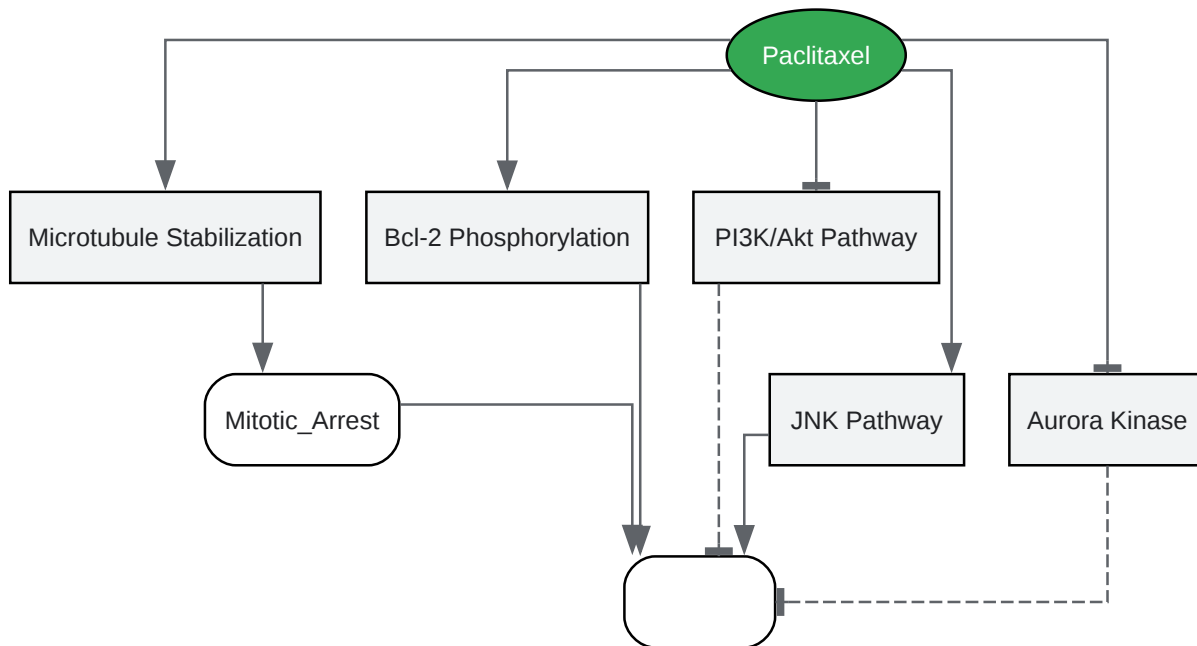 Paclitaxel
Microtubule Stabilization
Bcl-2 Phosphorylation
PI3K/Akt Pathway
Mitotic_Arrest
JNK Pathway
Aurora Kinase